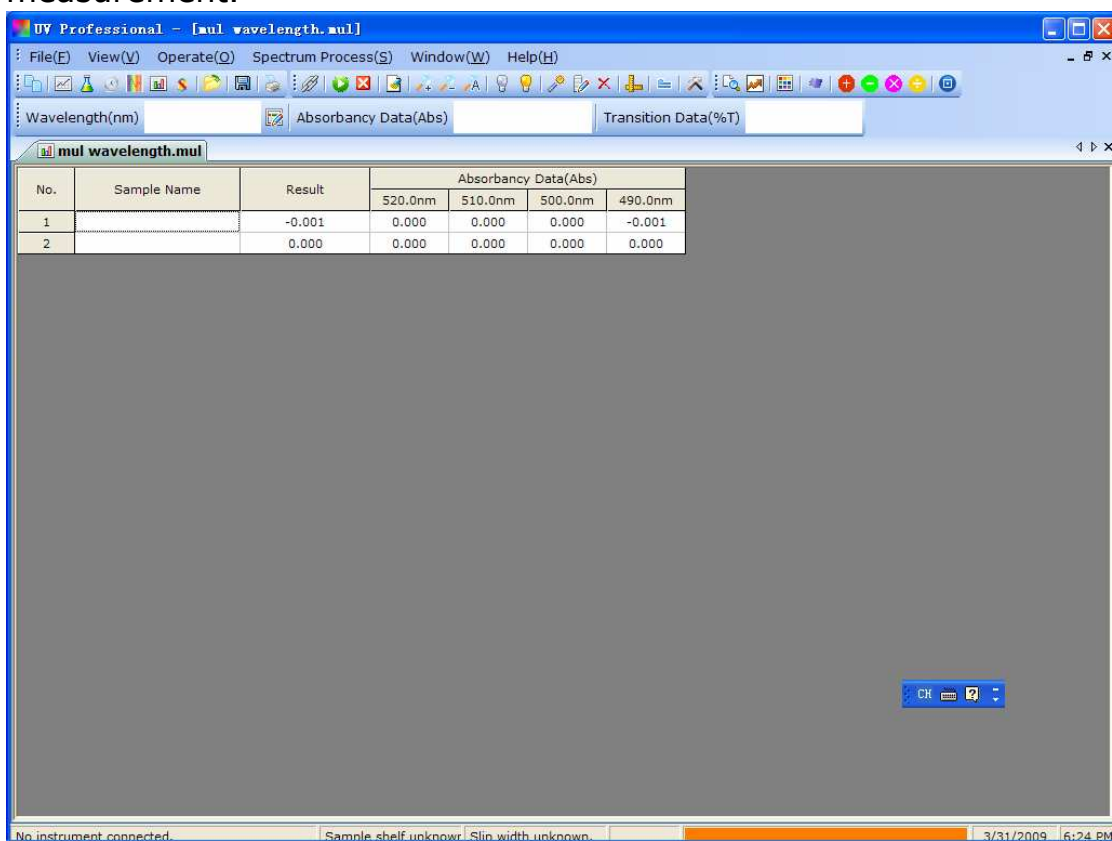 measurement.
UV Professional - [mul wavelength.mul]
File(F) View(V) Operate(O) Spectrum Process(S) Window(W) Help(H)
Wavelength(nm) Absorbancy Data(Abs) Transition Data(%T)
mul wavelength.mul
No. Sample Name Result Absorbancy Data(Abs)
520.0nm 510.0nm 500.0nm 490.0nm
1 -0.001 0.000 0.000 0.000 -0.001
2 0.000 0.000 0.000 0.000 0.000
CH
No instrument connected. Sample shelf unknown Slip width unknown. 3/31/2009 6:24 PM